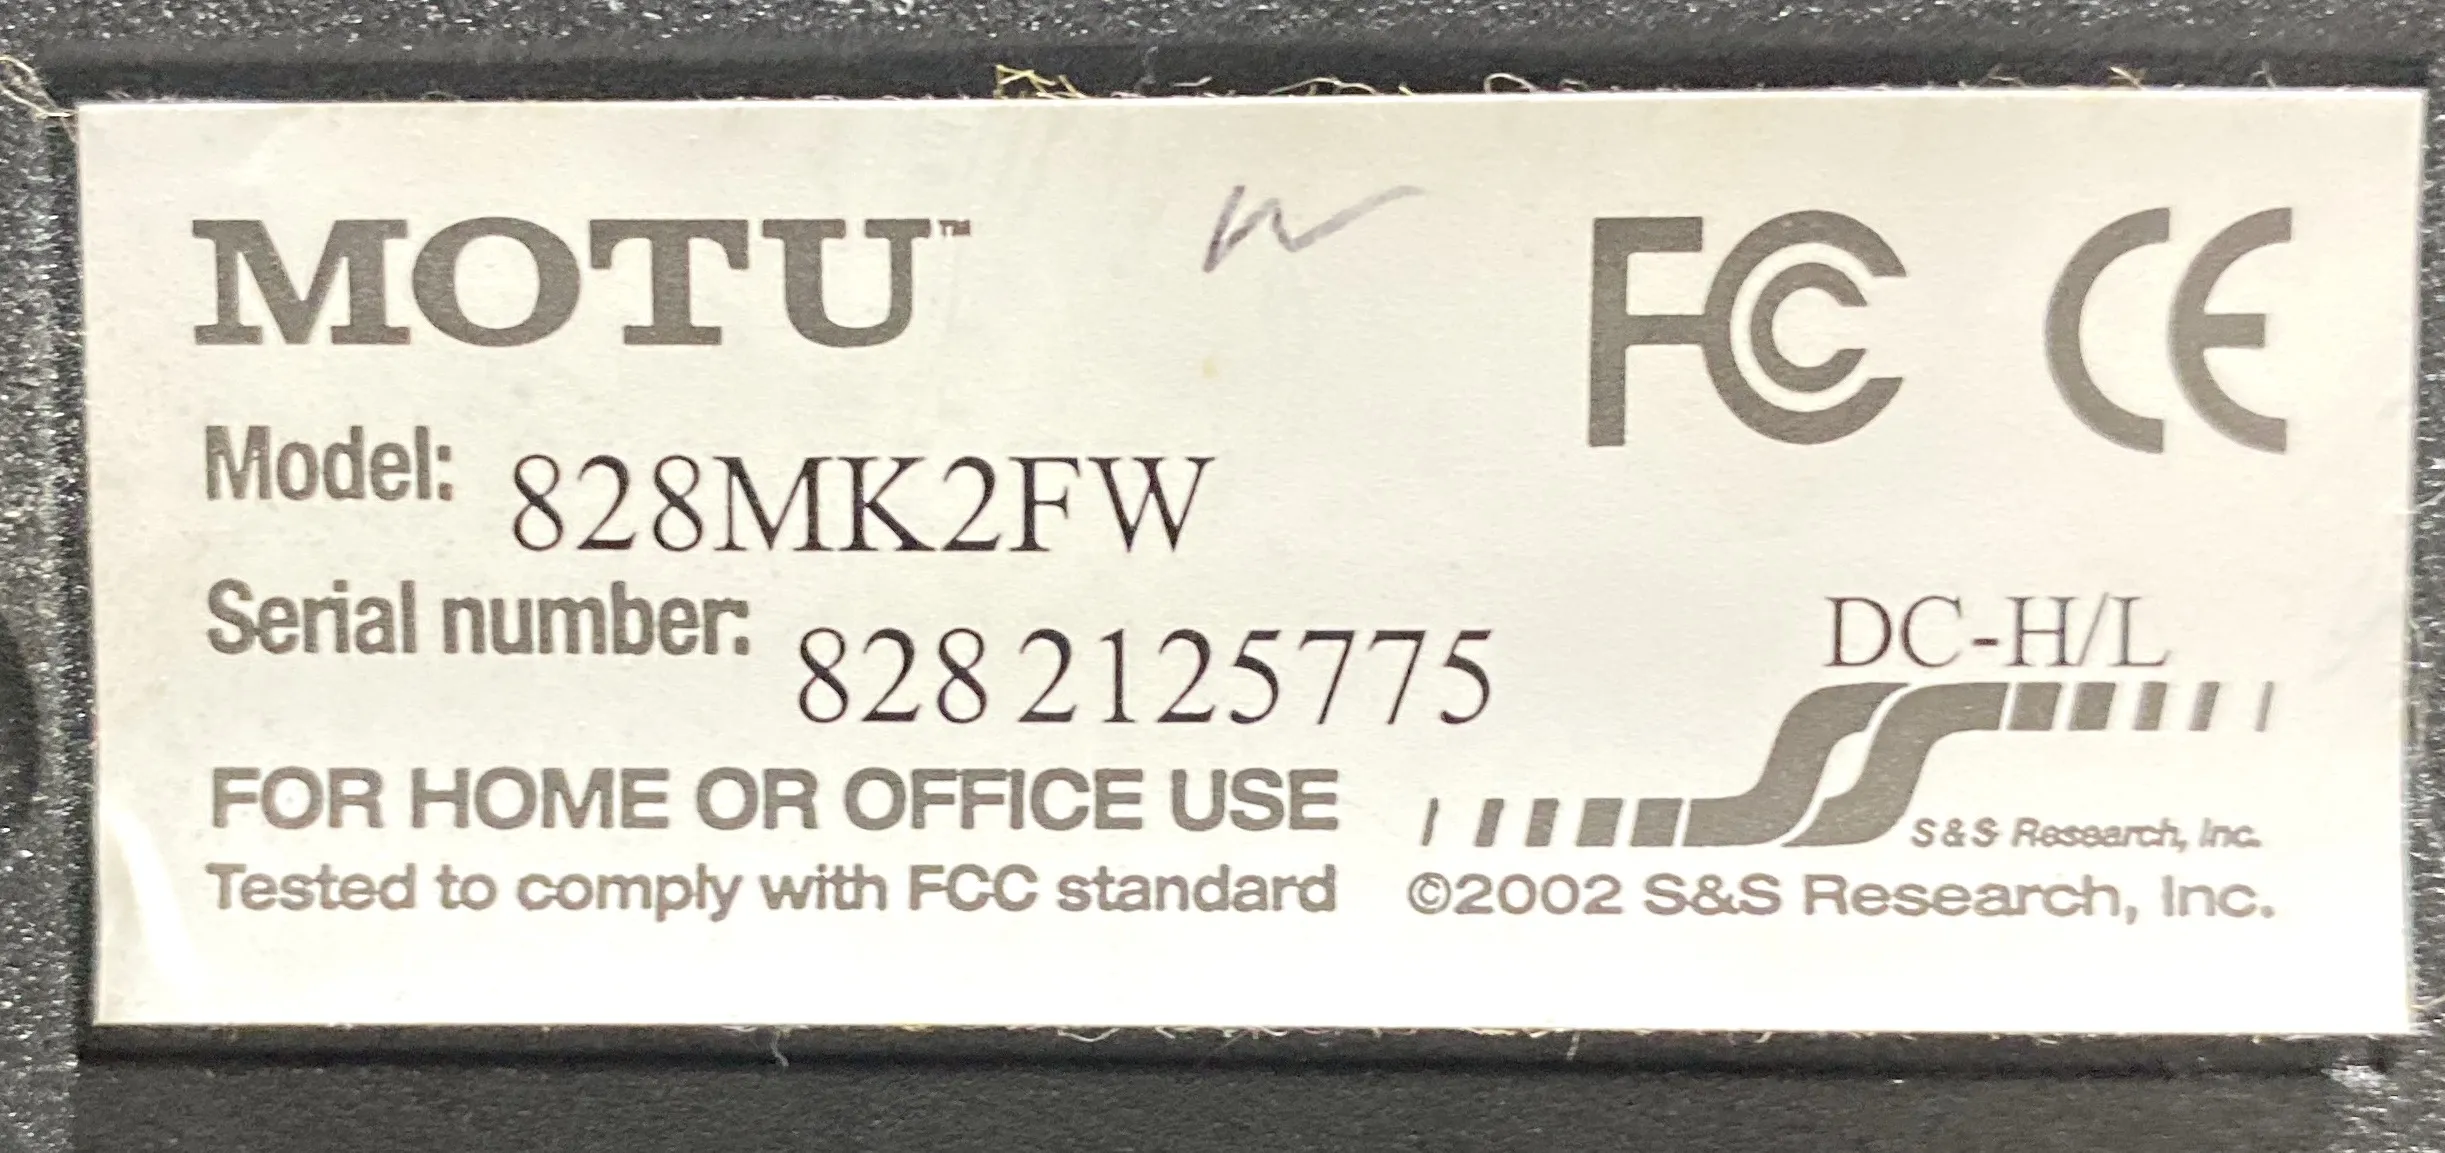 MOTU™
FC CE
Model: 828MK2FW
Serial number: 828 2125775
DC-H/L
S&S Research, Inc.
FOR HOME OR OFFICE USE
Tested to comply with FCC standard
©2002 S&S Research, Inc.